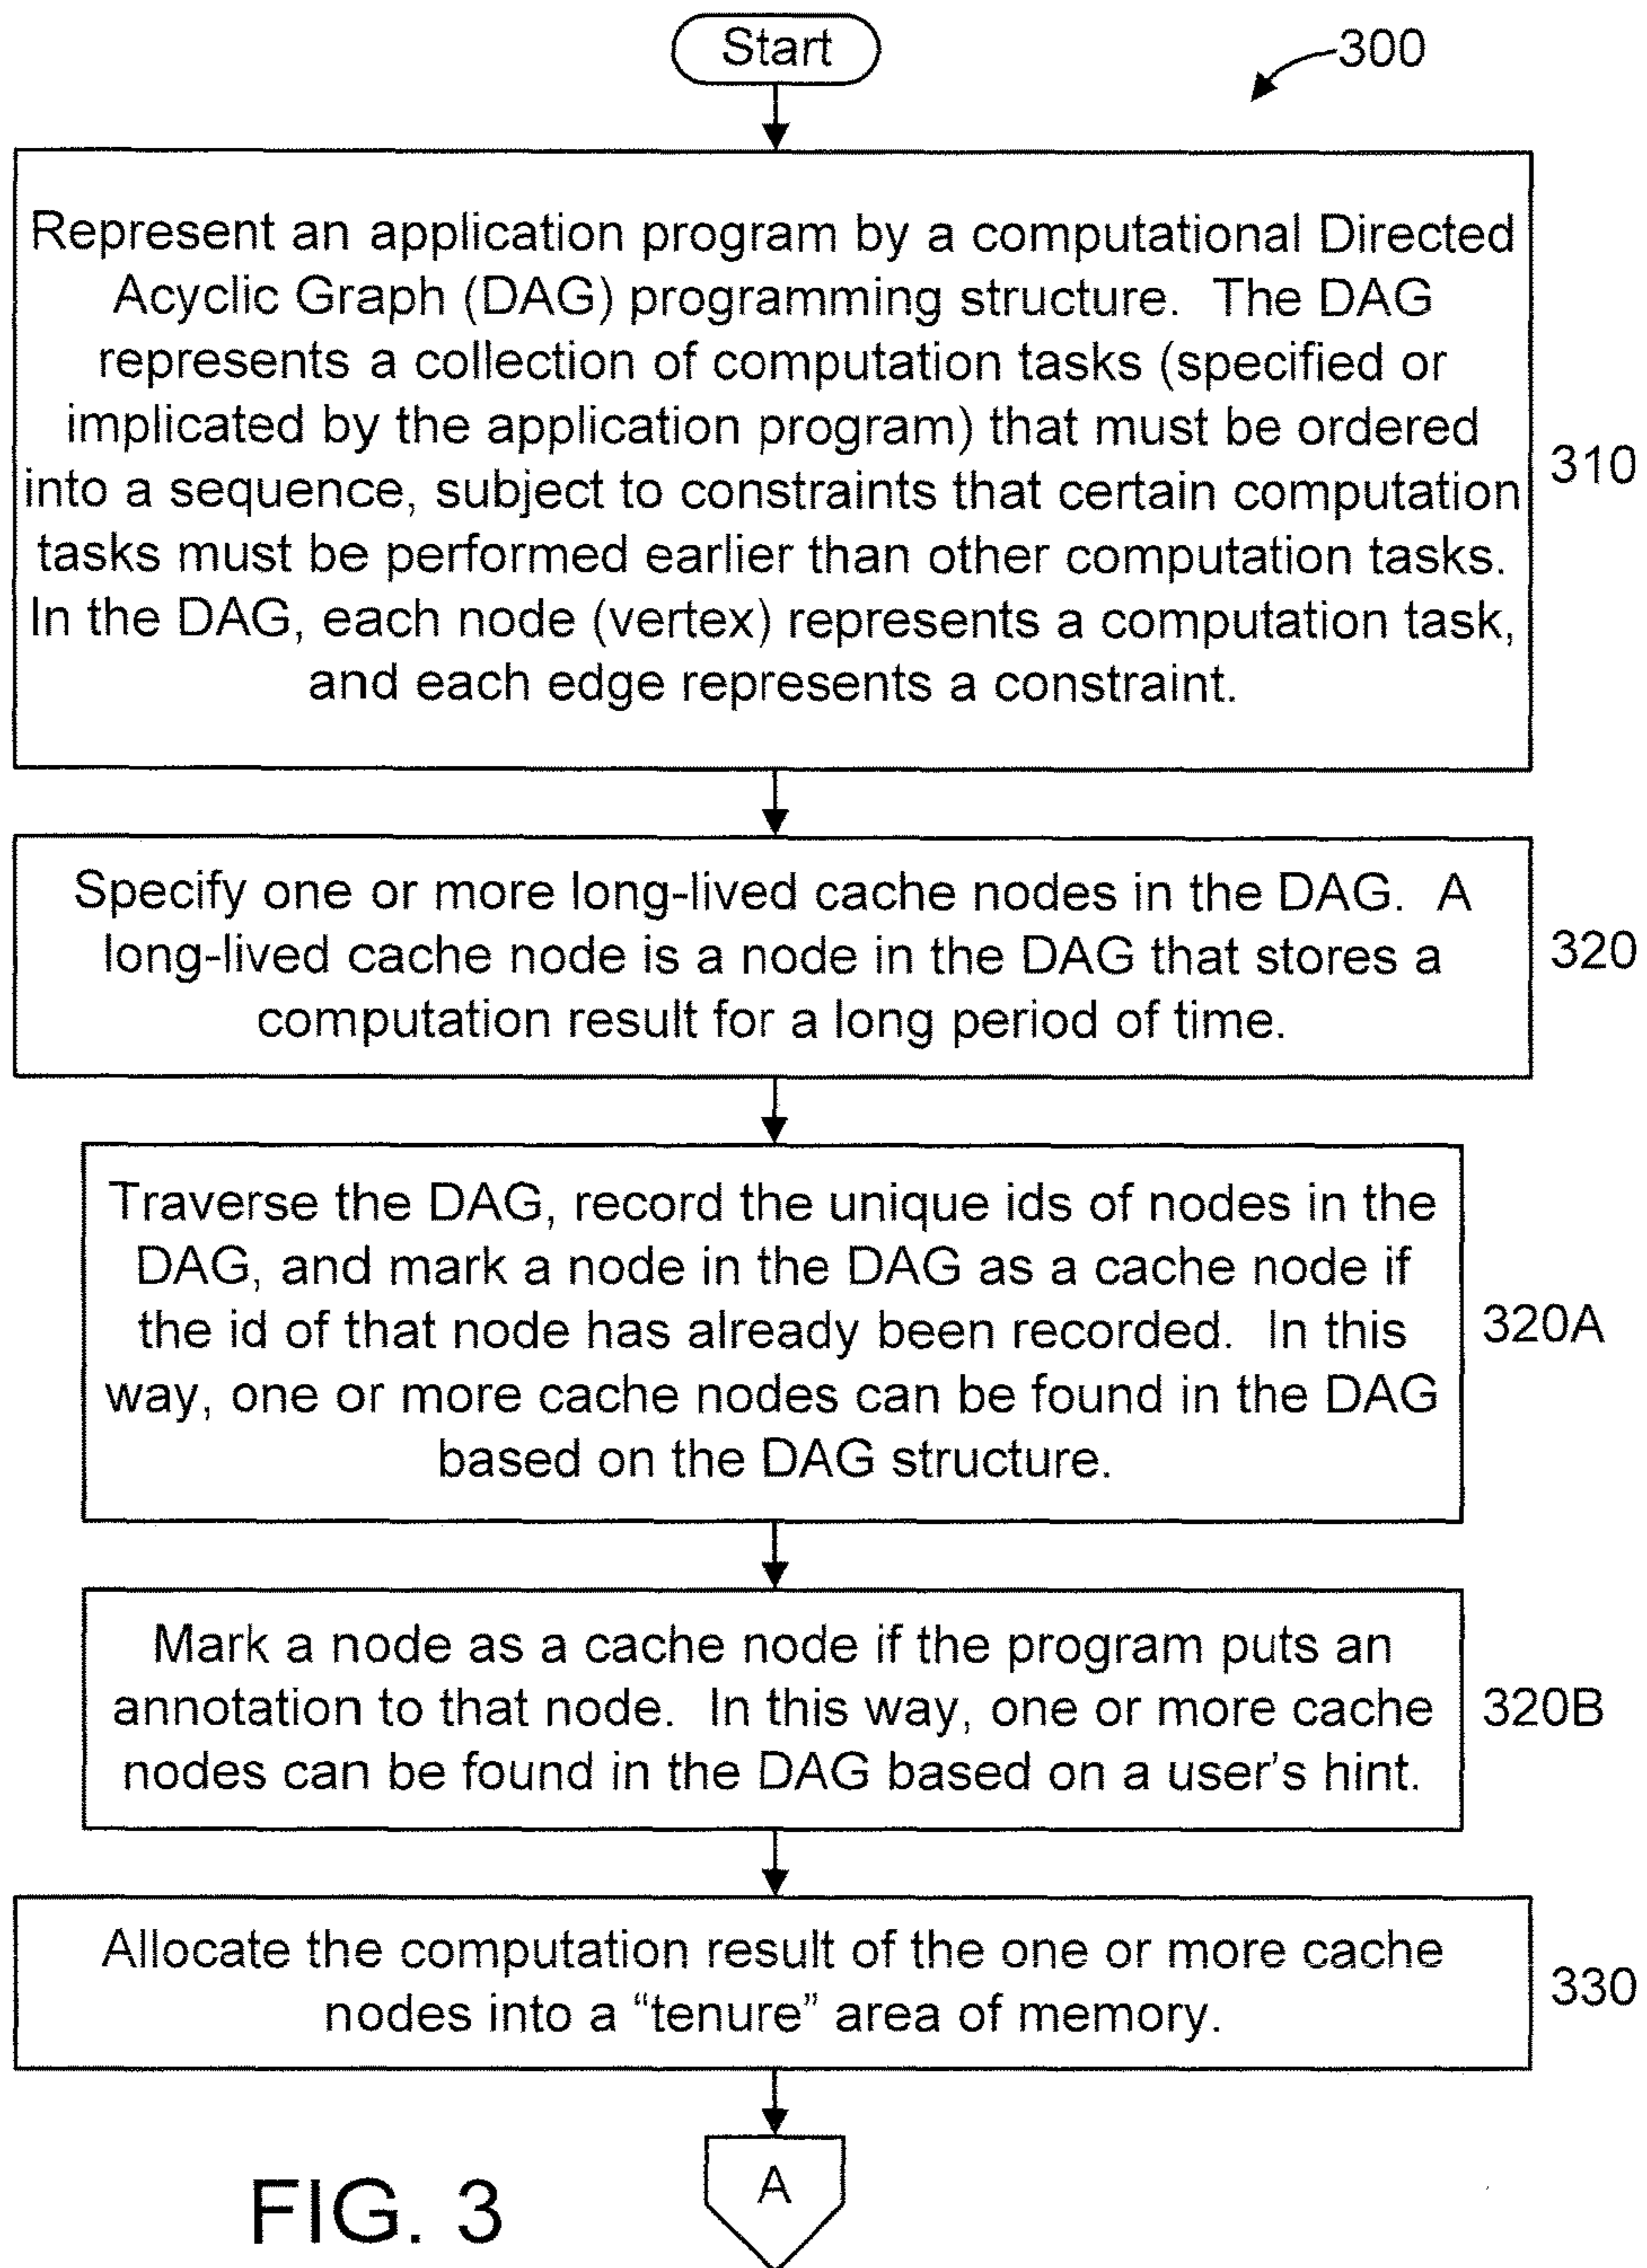 Start
300
Represent an application program by a computational Directed
Acyclic Graph (DAG) programming structure. The DAG
represents a collection of computation tasks (specified or
implicated by the application program) that must be ordered
into a sequence, subject to constraints that certain computation
tasks must be performed earlier than other computation tasks.
In the DAG, each node (vertex) represents a computation task,
and each edge represents a constraint.
310
Specify one or more long-lived cache nodes in the DAG. A
long-lived cache node is a node in the DAG that stores a
computation result for a long period of time.
320
Traverse the DAG, record the unique ids of nodes in the
DAG, and mark a node in the DAG as a cache node if
the id of that node has already been recorded. In this
way, one or more cache nodes can be found in the DAG
based on the DAG structure.
320A
Mark a node as a cache node if the program puts an
annotation to that node. In this way, one or more cache
nodes can be found in the DAG based on a user's hint.
320B
Allocate the computation result of the one or more cache
nodes into a “tenure” area of memory.
330
A
FIG. 3